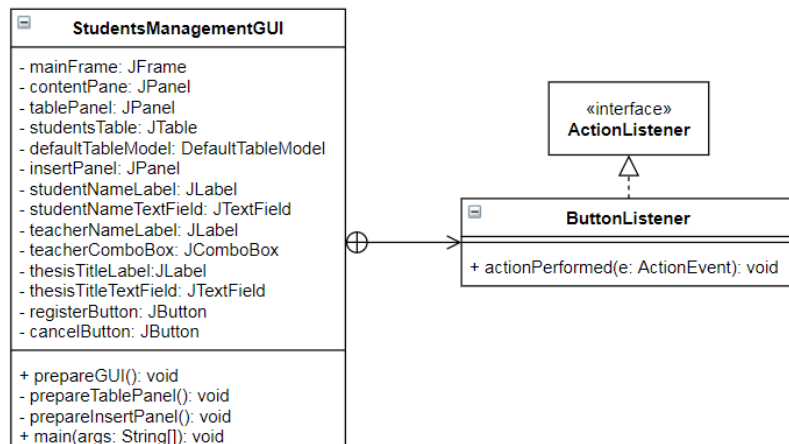 StudentsManagementGUI
- mainFrame: JFrame
- contentPane: JPanel
- tablePanel: JPanel
- studentsTable: JTable
- defaultTableModel: DefaultTableModel
- insertPanel: JPanel
- studentNameLabel: JLabel
- studentNameTextField: JTextField
- teacherNameLabel: JLabel
- teacherComboBox: JComboBox
- thesisTitleLabel:JLabel
- thesisTitleTextField: JTextField
- registerButton: JButton
- cancelButton: JButton
+ prepareGUI(): void
- prepareTablePanel(): void
- prepareInsertPanel(): void
+ main(args: String[]): void
«interface»
ActionListener
ButtonListener
+ actionPerformed(e: ActionEvent): void